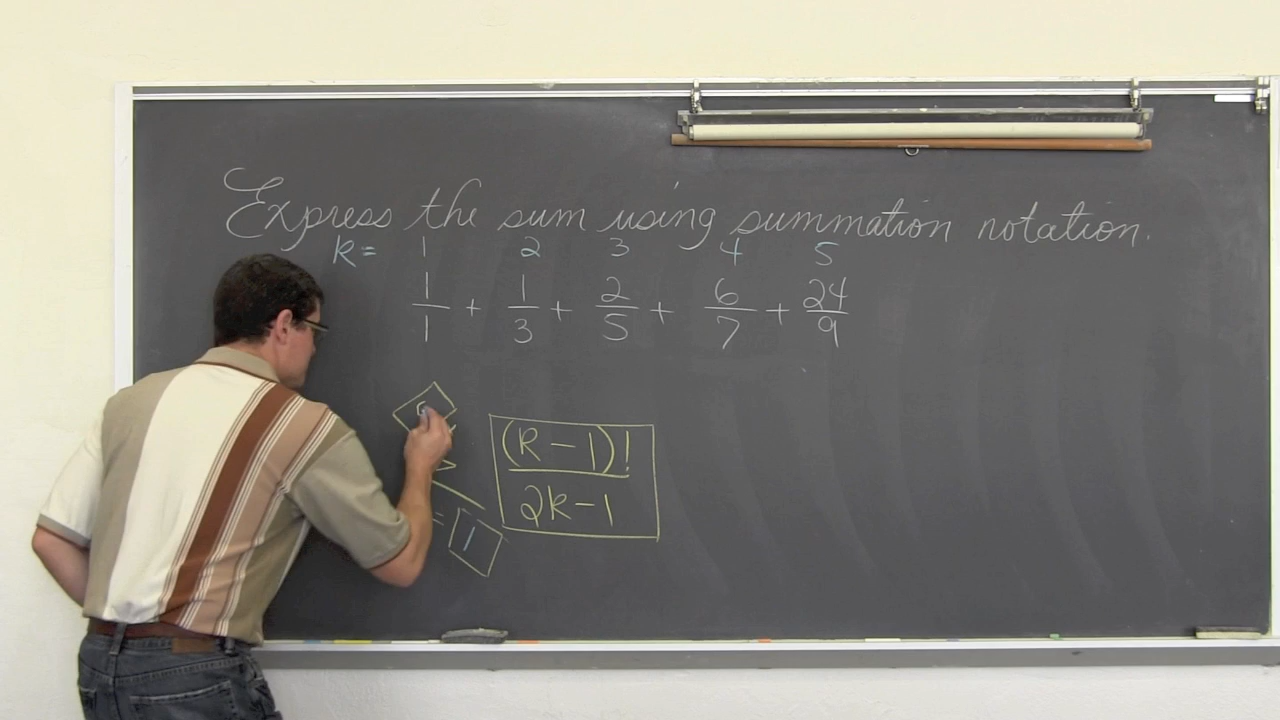 Express the sum using summation notation.
k= 1 2 3 4 5
1/1 + 1/3 + 2/5 + 6/7 + 24/9
(k-1)!
2k-1
= 1